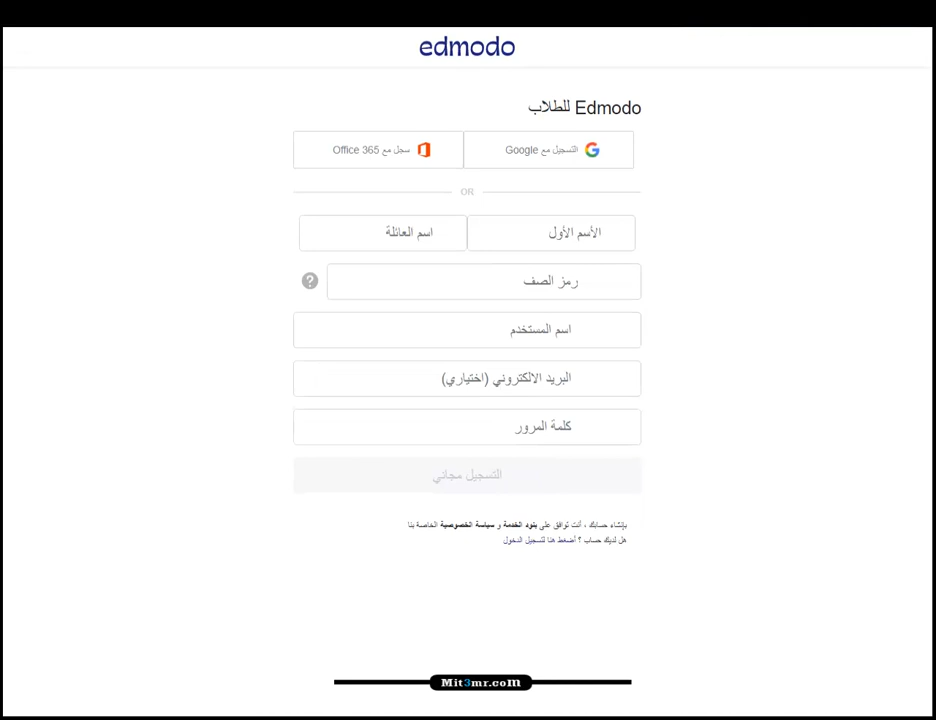 edmodo
Edmodo للطلاب
التسجيل مع Google
سجل مع Office 365
OR
الأسم الأول
اسم العائلة
رمز الصف
?
اسم المستخدم
البريد الالكتروني (اختياري)
كلمة المرور
التسجيل مجاني
بإنشاء حسابك ، أنت توافق على بنود الخدمة و سياسة الخصوصية الخاصة بنا
هل لديك حساب ؟ أضغط هنا لتسجيل الدخول
Mit3mr.com